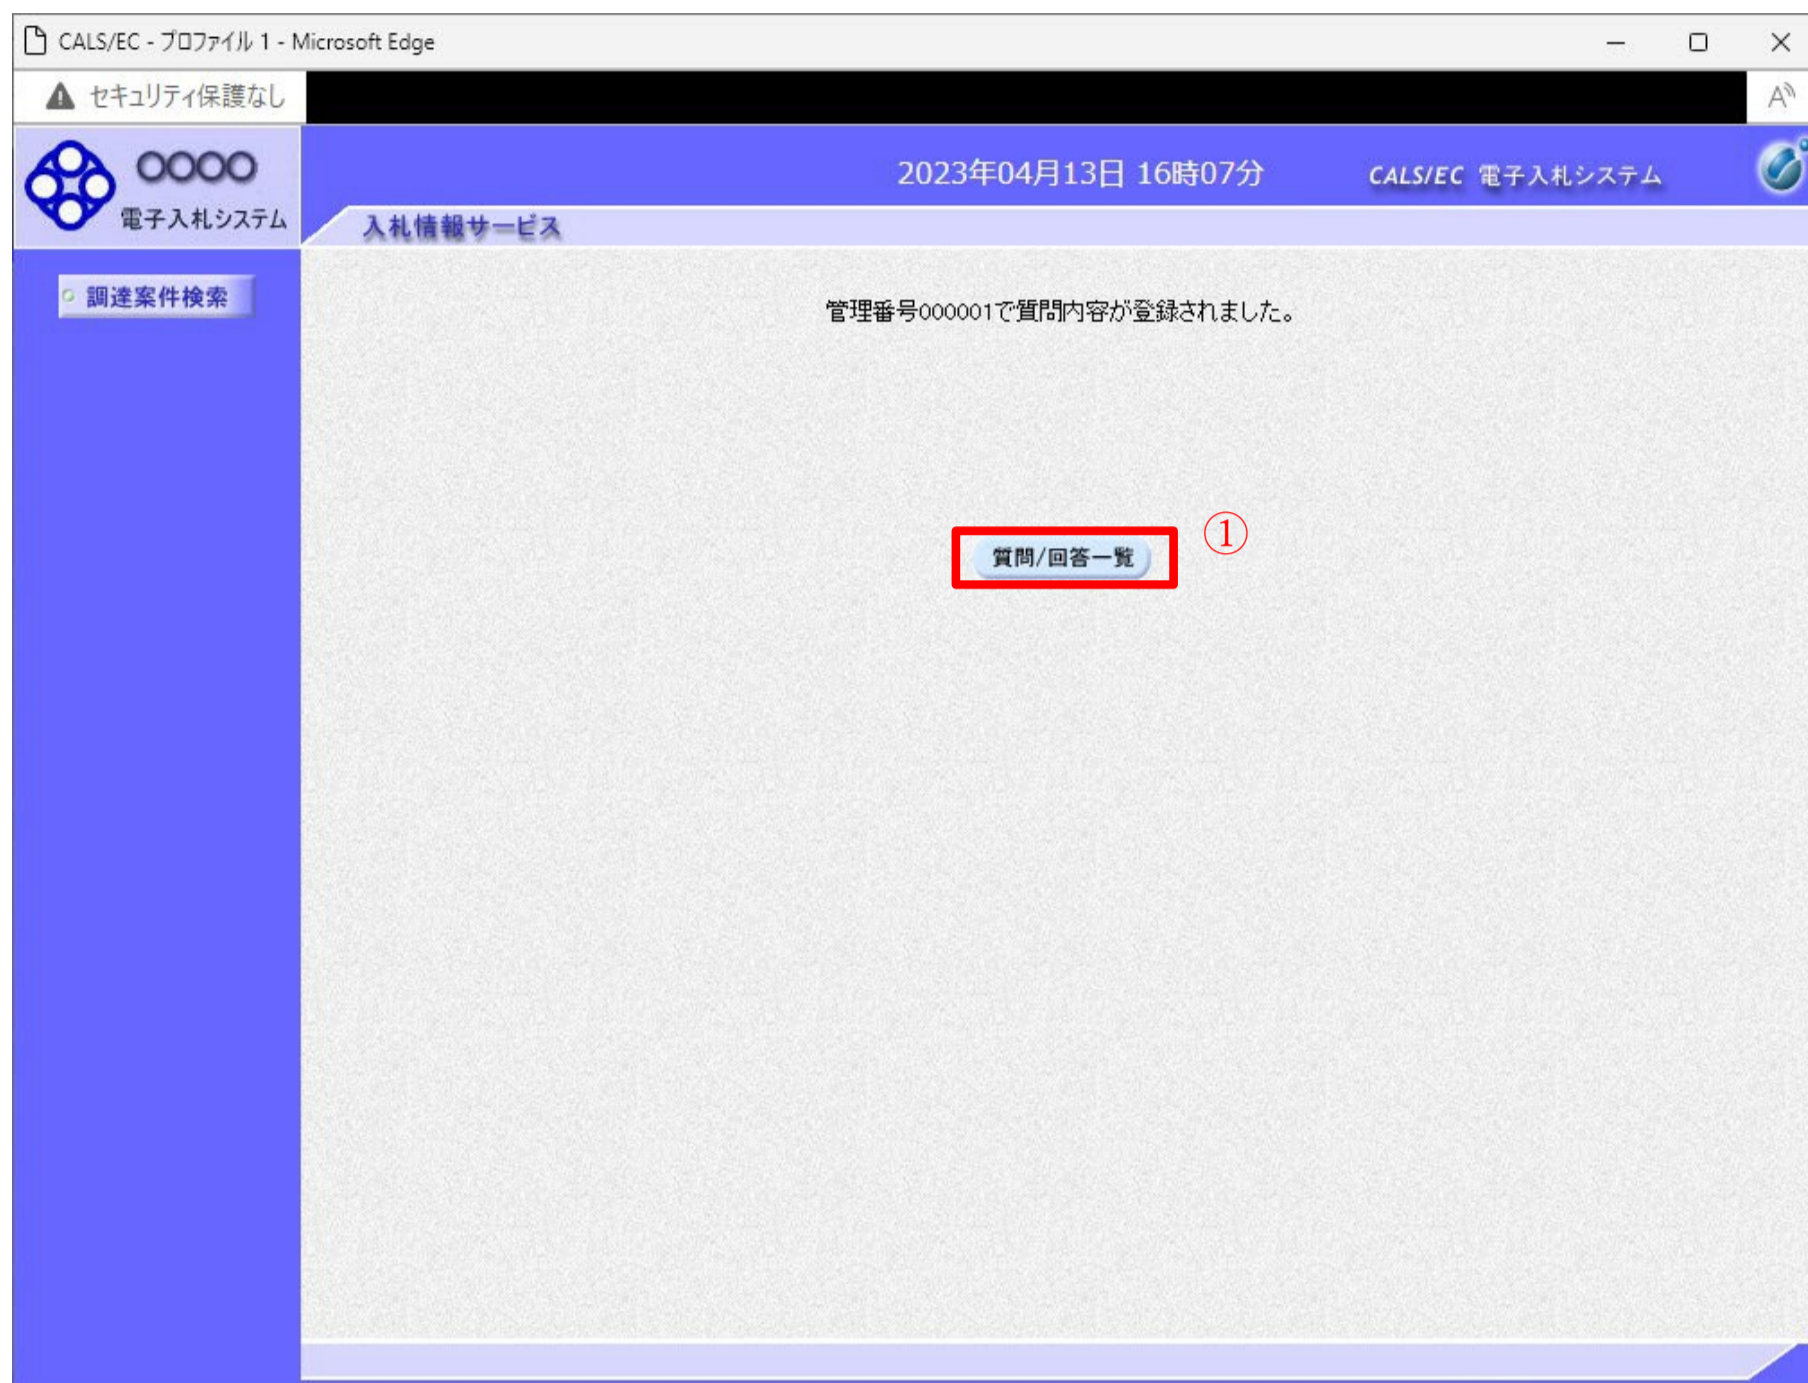 CALS/EC - プロファイル 1 - Microsoft Edge
セキュリティ保護なし
A
〇〇〇〇
電子入札システム
2023年04月13日 16時07分
CALS/EC 電子入札システム
入札情報サービス
調達案件検索
管理番号000001で質問内容が登録されました。
①
質問/回答一覧